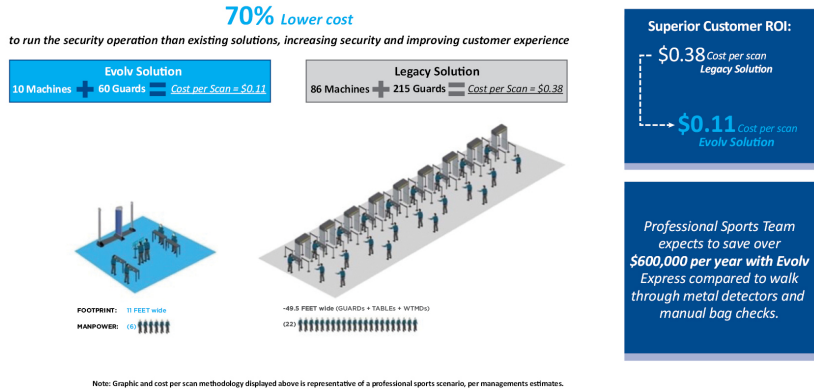 70% Lower cost
to run the security operation than existing solutions, increasing security and improving customer experience
Evolv Solution
10 Machines + 60 Guards = Cost per Scan = $0.11
Legacy Solution
86 Machines + 215 Guards = Cost per Scan = $0.38
FOOTPRINT: 11 FEET wide
MANPOWER: (6)
~49.5 FEET wide (GUARDs + TABLEs + WTMDs)
(22)
Superior Customer ROI:
$0.38 Cost per scan
Legacy Solution
$0.11 Cost per scan
Evolv Solution
Professional Sports Team
expects to save over
$600,000 per year with Evolv
Express compared to walk
through metal detectors and
manual bag checks.
Note: Graphic and cost per scan methodology displayed above is representative of a professional sports scenario, per managements estimates.